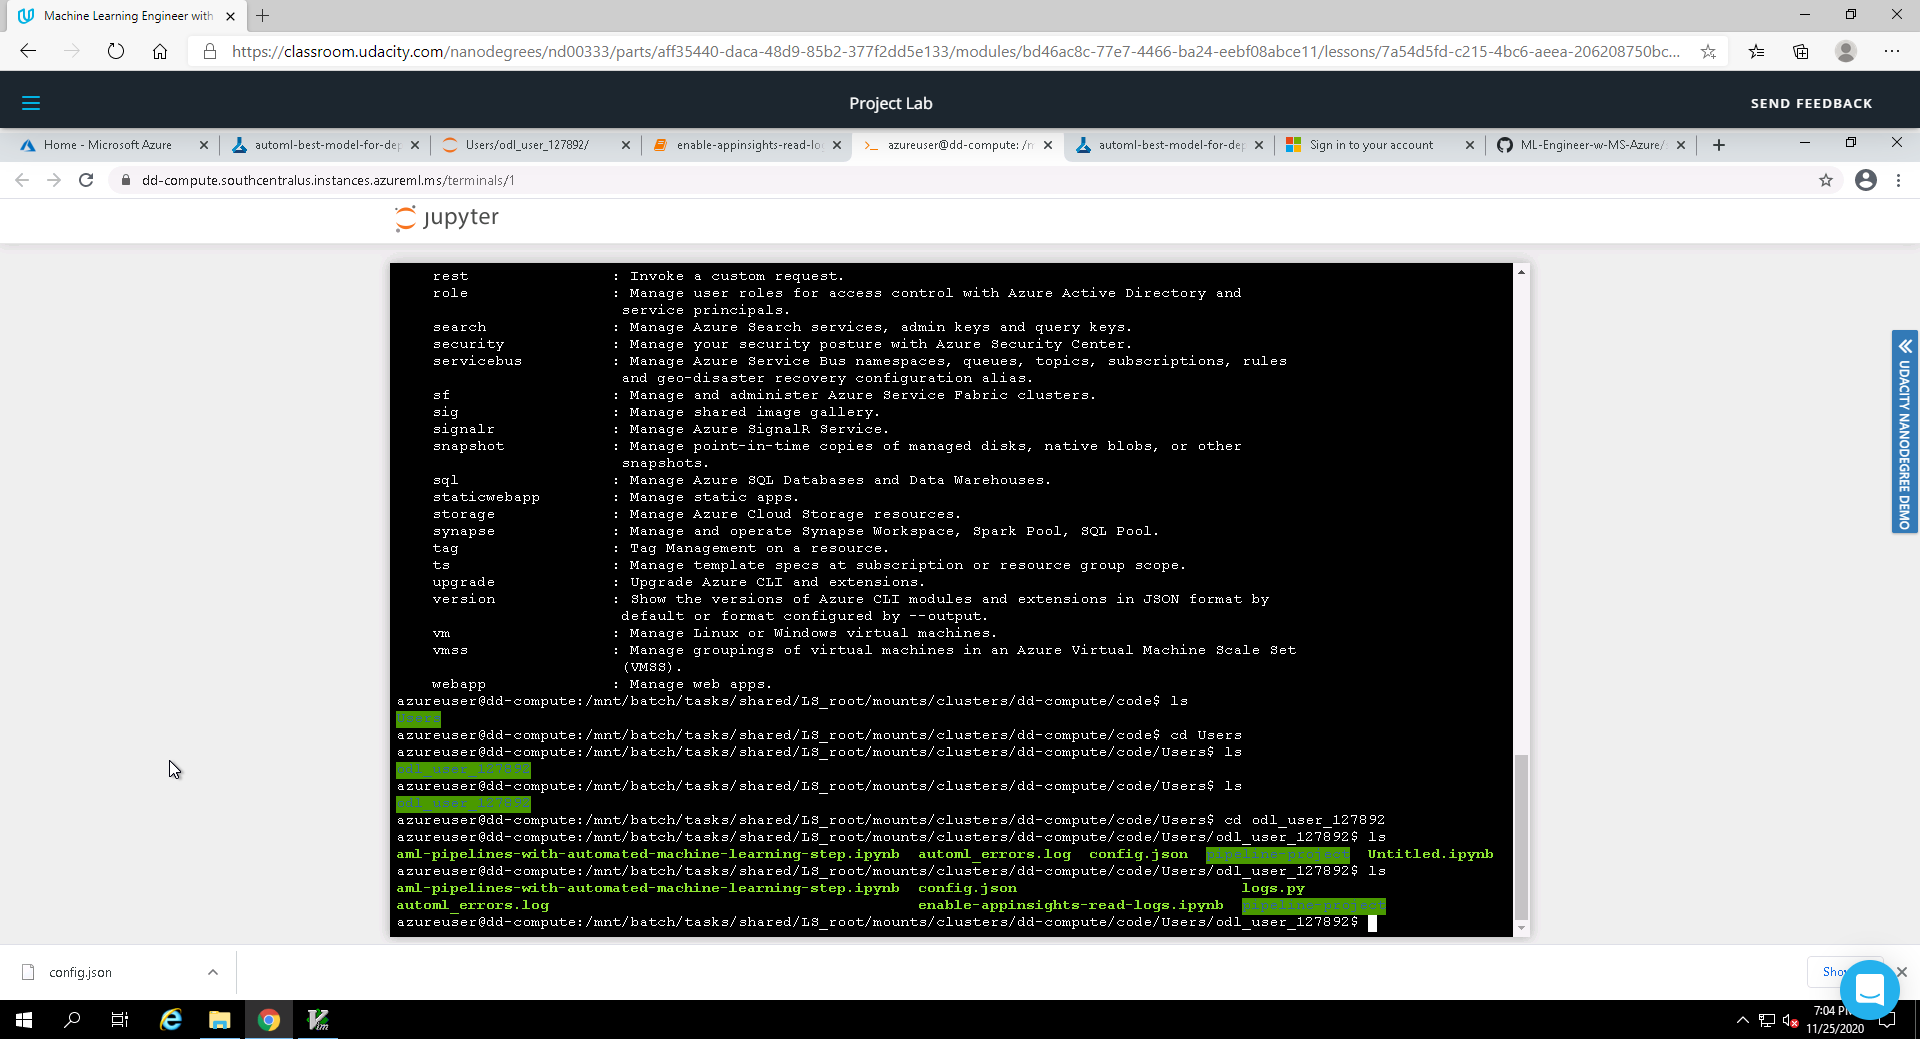 Machine Learning Engineer with
https://classroom.udacity.com/nanodegrees/nd00333/parts/aff35440-daca-48d9-85b2-377f2dd5e133/modules/bd46ac8c-77e7-4466-ba24-eebf08abce11/lessons/7a54d5fd-c215-4bc6-aeea-206208750bc...
Project Lab
SEND FEEDBACK
Home - Microsoft Azure
automl-best-model-for-dep
Users/odl_user_127892/
enable-appinsights-read-lo
azureuser@dd-compute: /m
automl-best-model-for-dep
Sign in to your account
ML-Engineer-w-MS-Azure/s
dd-compute.southcentralus.instances.azureml.ms/terminals/1
jupyter
rest : Invoke a custom request.
role : Manage user roles for access control with Azure Active Directory and
service principals.
search : Manage Azure Search services, admin keys and query keys.
security : Manage your security posture with Azure Security Center.
servicebus : Manage Azure Service Bus namespaces, queues, topics, subscriptions, rules
and geo-disaster recovery configuration alias.
sf : Manage and administer Azure Service Fabric clusters.
sig : Manage shared image gallery.
signalr : Manage Azure SignalR Service.
snapshot : Manage point-in-time copies of managed disks, native blobs, or other
snapshots.
sql : Manage Azure SQL Databases and Data Warehouses.
staticwebapp : Manage static apps.
storage : Manage Azure Cloud Storage resources.
synapse : Manage and operate Synapse Workspace, Spark Pool, SQL Pool.
tag : Tag Management on a resource.
ts : Manage template specs at subscription or resource group scope.
upgrade : Upgrade Azure CLI and extensions.
version : Show the versions of Azure CLI modules and extensions in JSON format by
default or format configured by --output.
vm : Manage Linux or Windows virtual machines.
vmss : Manage groupings of virtual machines in an Azure Virtual Machine Scale Set
(VMSS).
webapp : Manage web apps.
azureuser@dd-compute:/mnt/batch/tasks/shared/LS_root/mounts/clusters/dd-compute/code$ ls
Users
azureuser@dd-compute:/mnt/batch/tasks/shared/LS_root/mounts/clusters/dd-compute/code$ cd Users
azureuser@dd-compute:/mnt/batch/tasks/shared/LS_root/mounts/clusters/dd-compute/code/Users$ ls
odl_user_127892
azureuser@dd-compute:/mnt/batch/tasks/shared/LS_root/mounts/clusters/dd-compute/code/Users$ ls
odl_user_127892
azureuser@dd-compute:/mnt/batch/tasks/shared/LS_root/mounts/clusters/dd-compute/code/Users$ cd odl_user_127892
azureuser@dd-compute:/mnt/batch/tasks/shared/LS_root/mounts/clusters/dd-compute/code/Users/odl_user_127892$ ls
aml-pipelines-with-automated-machine-learning-step.ipynb automl_errors.log config.json pipeline-project Untitled.ipynb
azureuser@dd-compute:/mnt/batch/tasks/shared/LS_root/mounts/clusters/dd-compute/code/Users/odl_user_127892$ ls
aml-pipelines-with-automated-machine-learning-step.ipynb config.json logs.py
automl_errors.log enable-appinsights-read-logs.ipynb pipeline-project
azureuser@dd-compute:/mnt/batch/tasks/shared/LS_root/mounts/clusters/dd-compute/code/Users/odl_user_127892$
UDACITY NANODEGREE DEMO
config.json
7:04 PM
11/25/2020